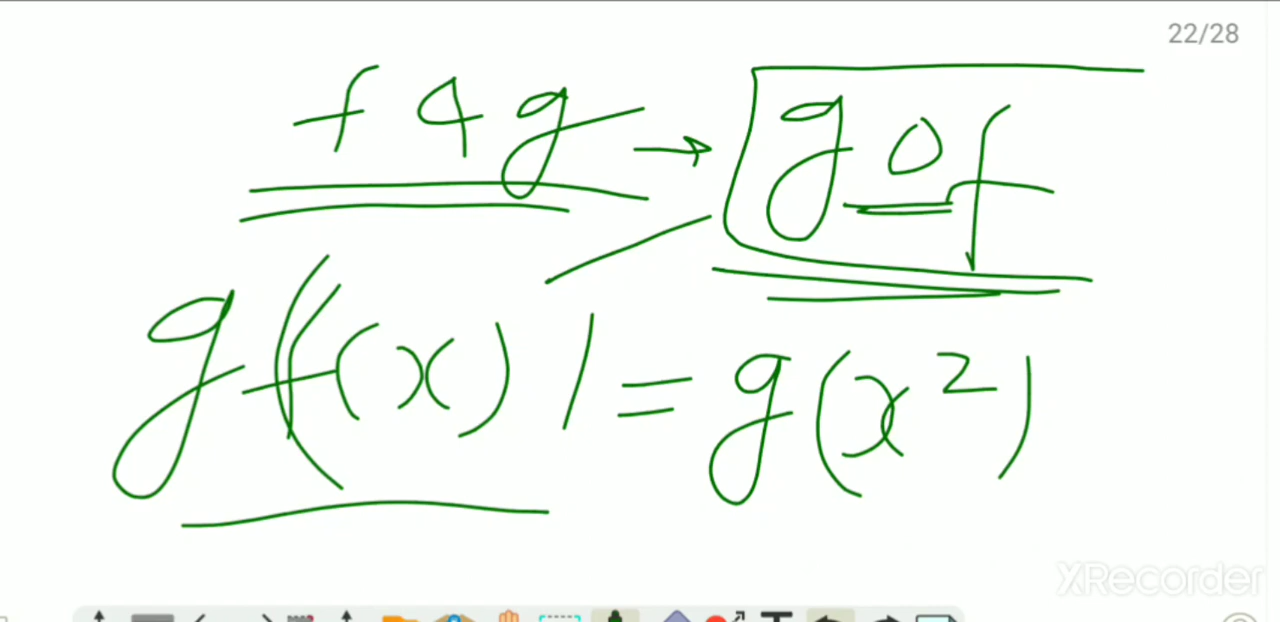 22/28
f 4 g → g o f
g(f(x)) = g(x²)
XRecorder